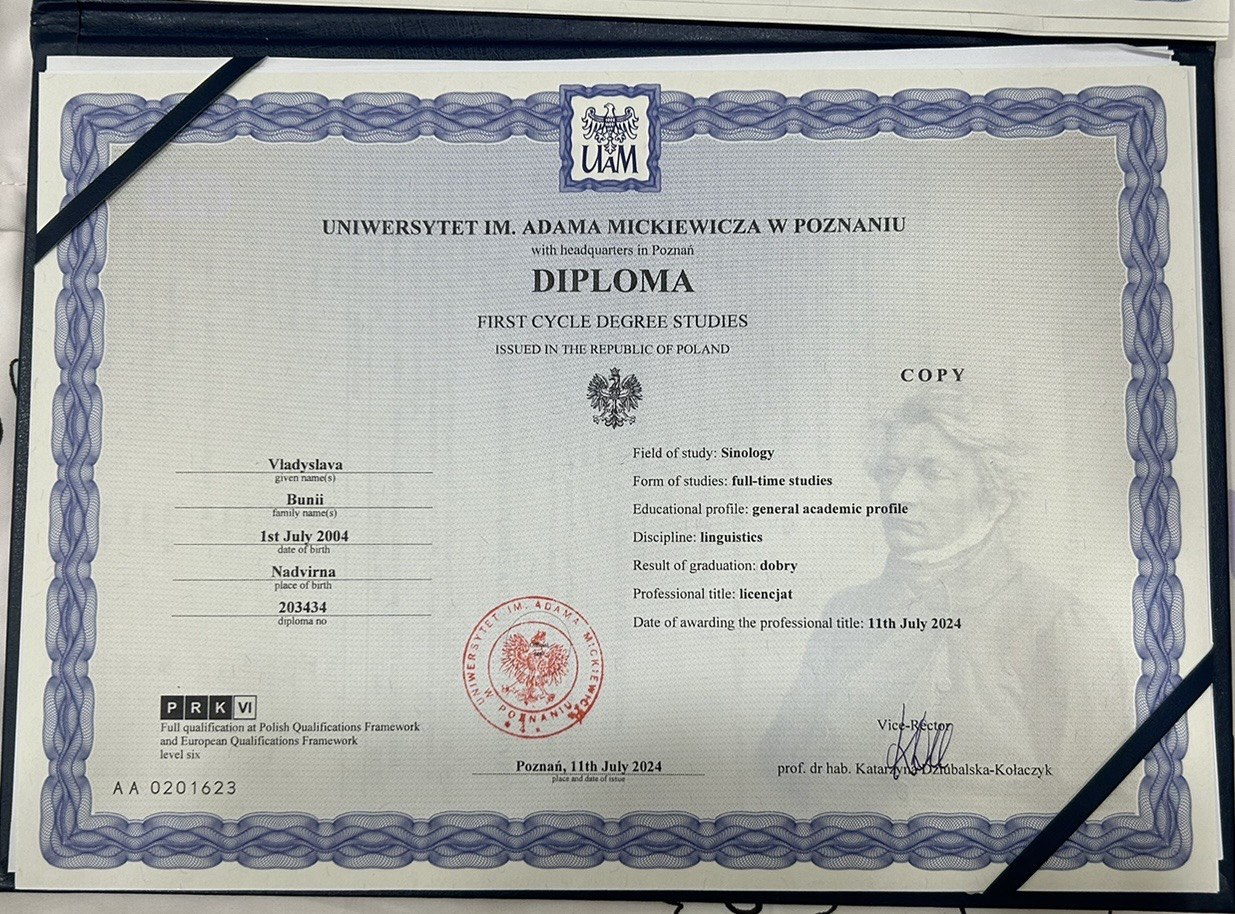 UAM
UNIWERSYTET IM. ADAMA MICKIEWICZA W POZNANIU
with headquarters in Poznań
DIPLOMA
FIRST CYCLE DEGREE STUDIES
ISSUED IN THE REPUBLIC OF POLAND
COPY
Vladyslava
given name(s)
Bunii
family name(s)
1st July 2004
date of birth
Nadvirna
place of birth
203434
diploma no
Field of study: Sinology
Form of studies: full-time studies
Educational profile: general academic profile
Discipline: linguistics
Result of graduation: dobry
Professional title: licencjat
Date of awarding the professional title: 11th July 2024
UNIWERSYTET IM. ADAMA MICKIEWICZA
W POZNANIU
PRK VI
Full qualification at Polish Qualifications Framework
and European Qualifications Framework
level six
AA 0201623
Poznań, 11th July 2024
place and date of issue
Vice-Rector
prof. dr hab. Katarzyna Dziubalska-Kołaczyk